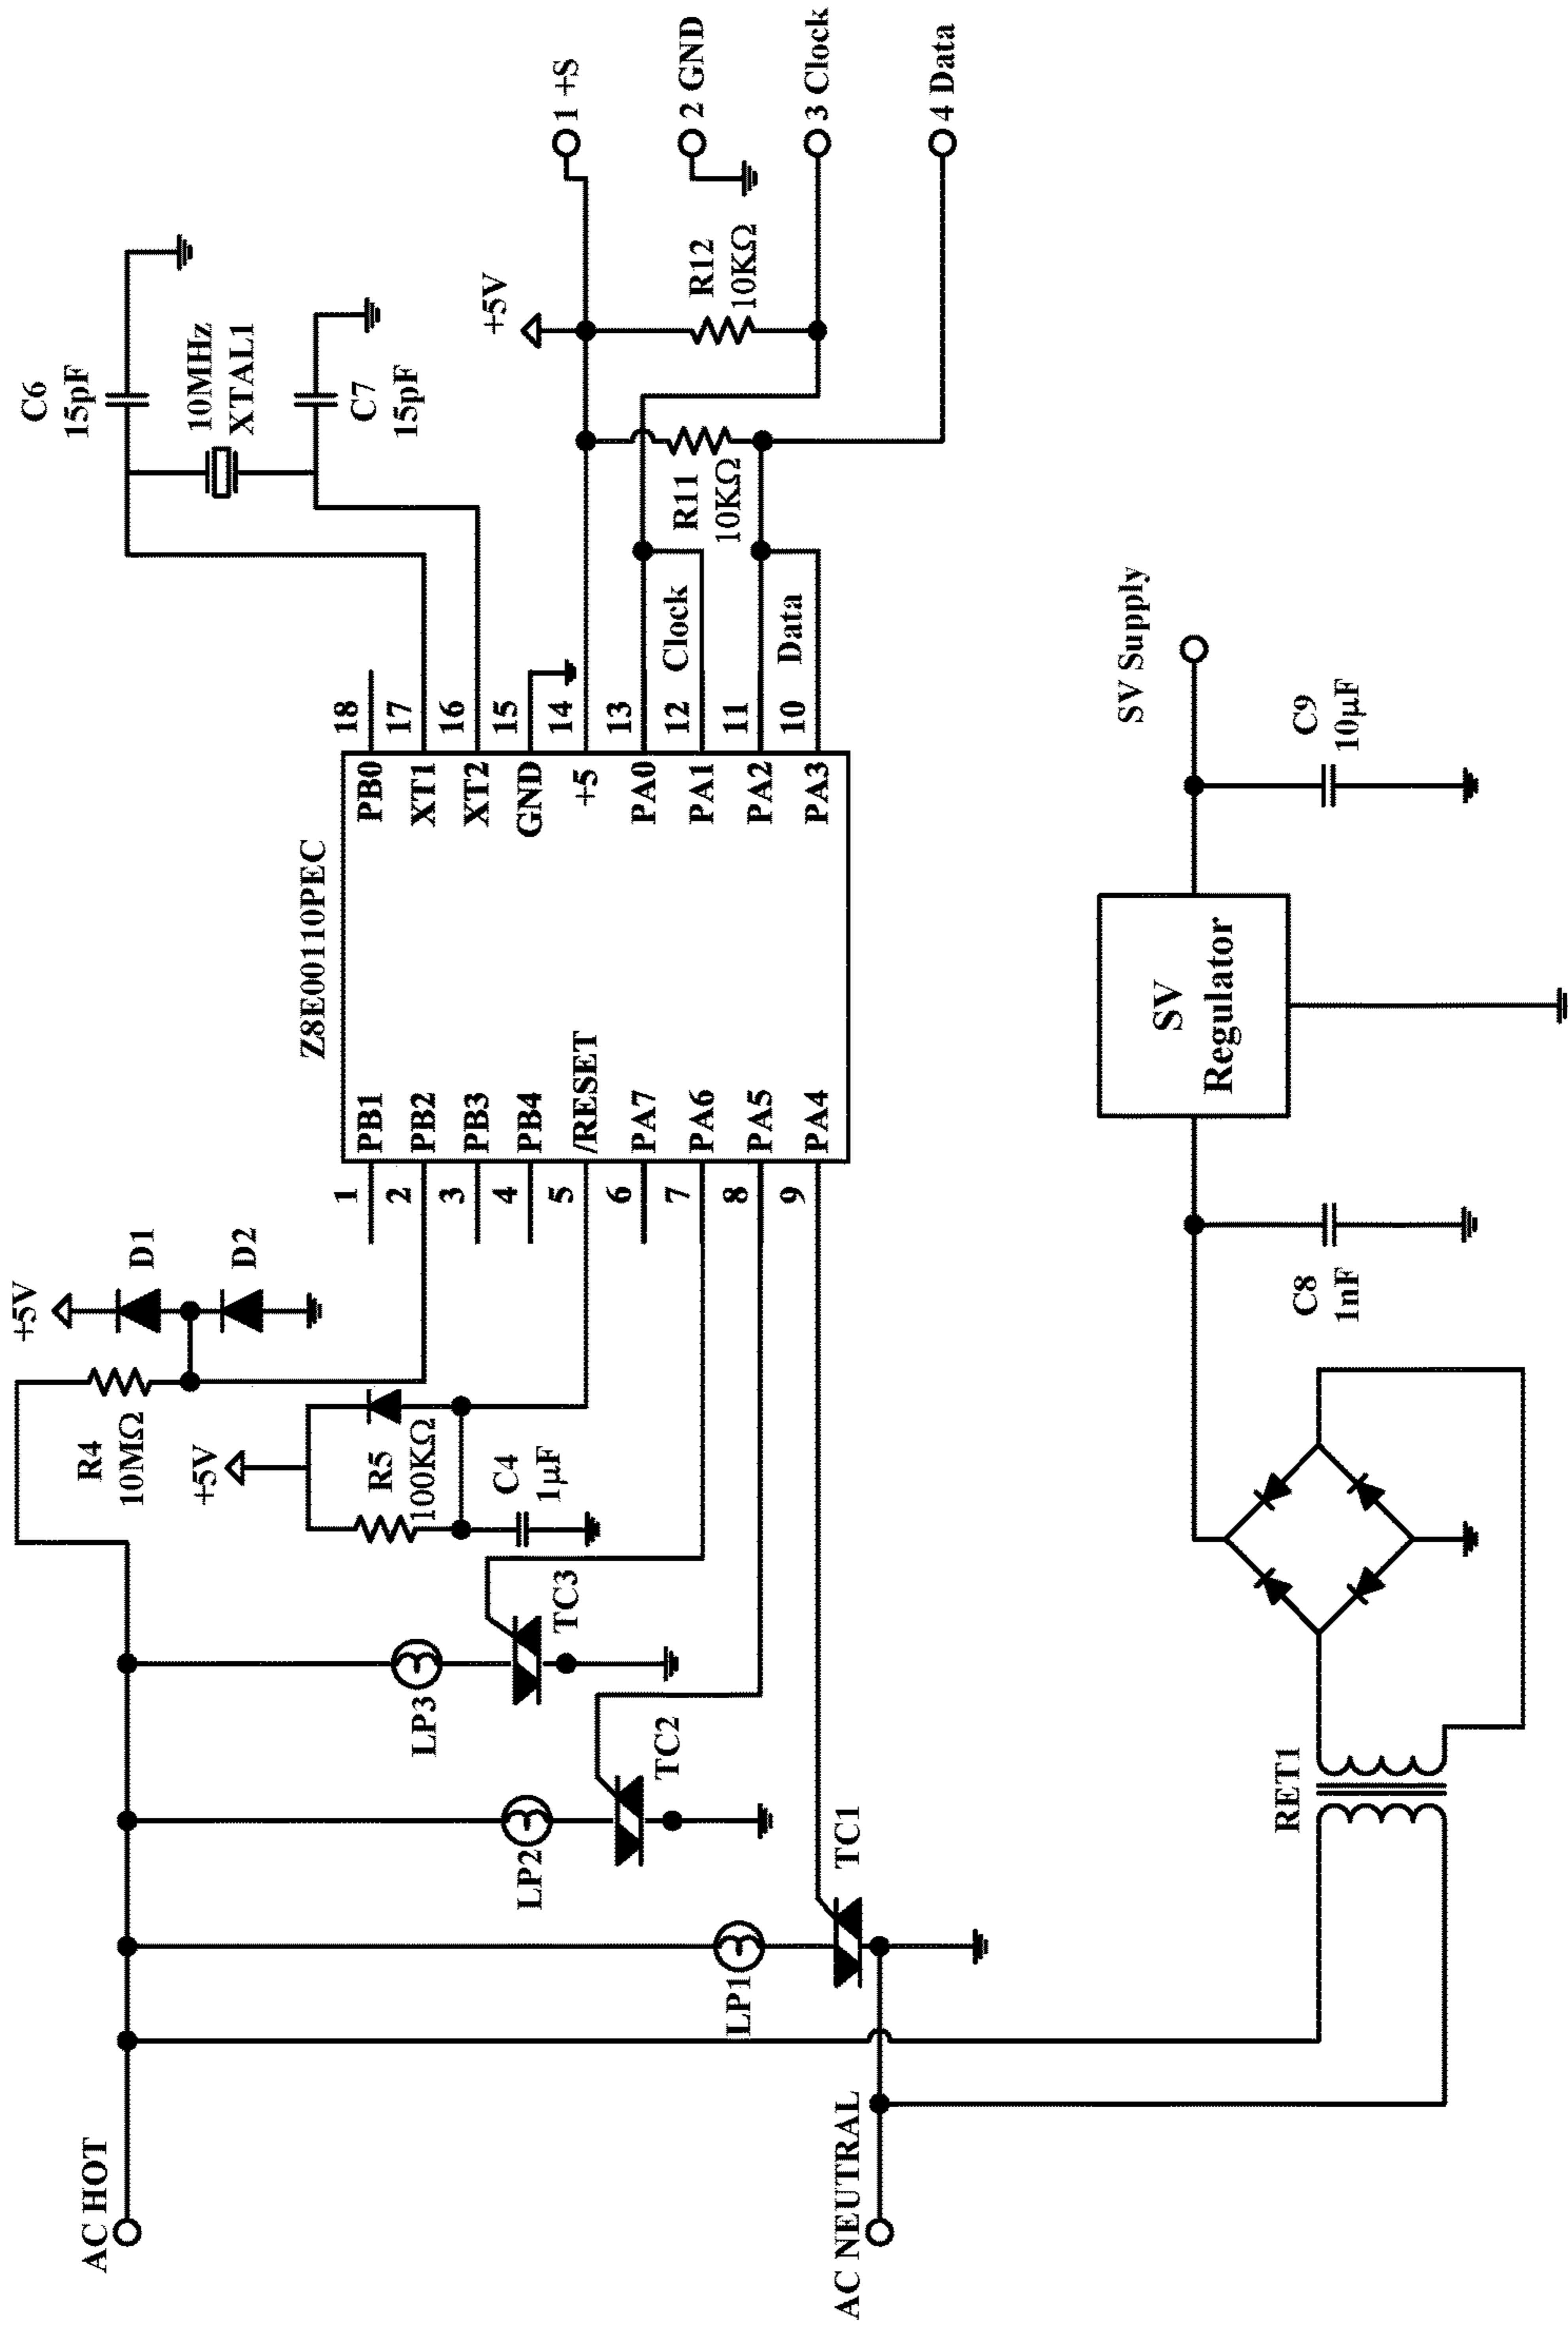 AC HOT
AC NEUTRAL
LP1
TC1
LP2
TC2
LP3
TC3
R4
10MΩ
+5V
D1
D2
+5V
R5
100KΩ
C4
1μF
Z8E00110PEC
1 PB1
2 PB2
3 PB3
4 PB4
5 /RESET
6 PA7
7 PA6
8 PA5
9 PA4
PB0 18
XT1 17
XT2 16
GND 15
+5 14
PA0 13
PA1 12
PA2 11
PA3 10
Clock
Data
C6
15pF
10MHz
XTAL1
C7
15pF
+5V
R11
10KΩ
R12
10KΩ
1 +S
2 GND
3 Clock
4 Data
RET1
C8
1nF
SV
Regulator
C9
10μF
SV Supply